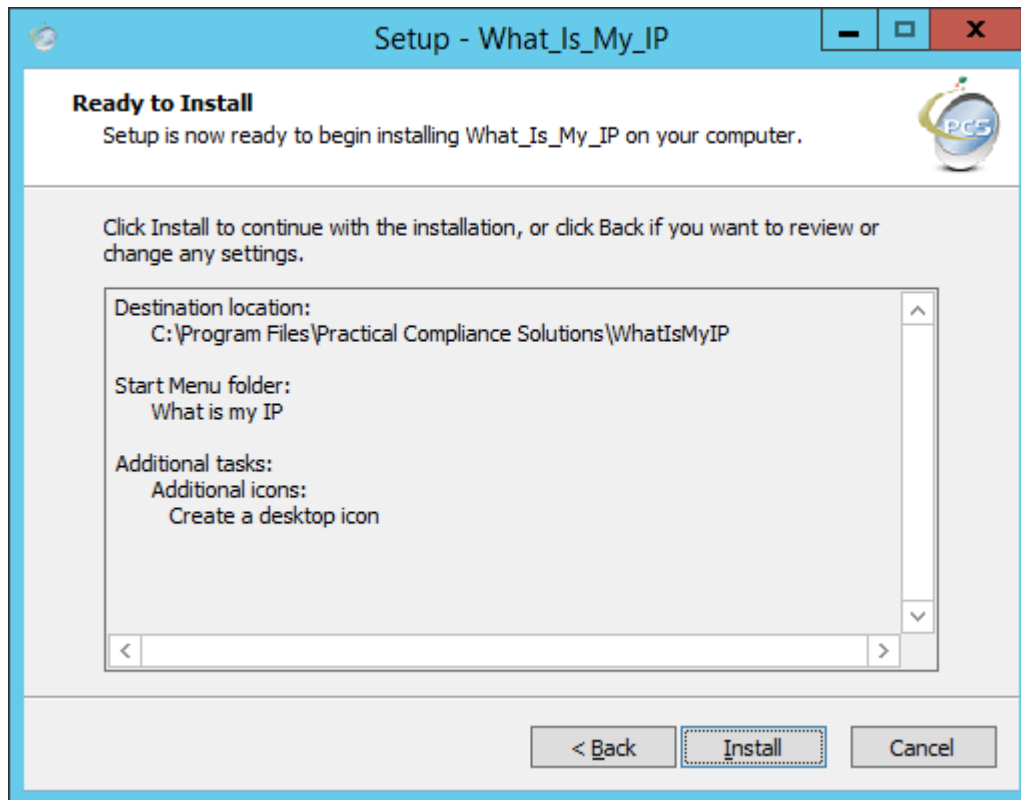 Setup - What_Is_My_IP
Ready to Install
Setup is now ready to begin installing What_Is_My_IP on your computer.
PCS
Click Install to continue with the installation, or click Back if you want to review or
change any settings.
Destination location:
C:\Program Files\Practical Compliance Solutions\WhatIsMyIP
Start Menu folder:
What is my IP
Additional tasks:
Additional icons:
Create a desktop icon
< Back
Install
Cancel